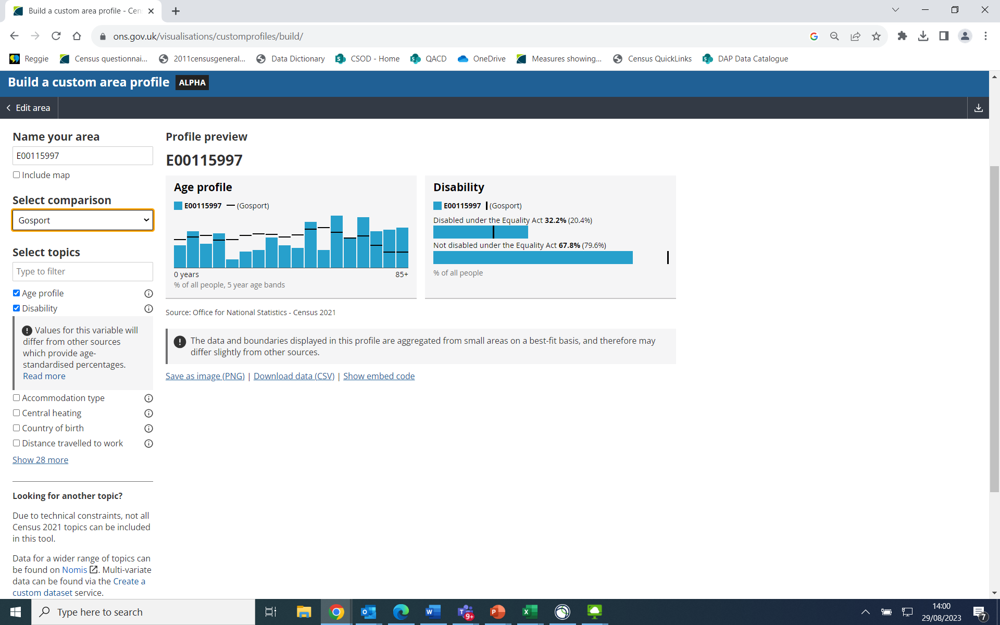 Build a custom area profile - Cen
ons.gov.uk/visualisations/customprofiles/build/
Reggie
Census questionnai...
2011censusgeneral...
Data Dictionary
CSOD - Home
QACD
OneDrive
Measures showing...
Census QuickLinks
DAP Data Catalogue
Build a custom area profile ALPHA
Edit area
Name your area
E00115997
Include map
Select comparison
Gosport
Select topics
Type to filter
Age profile
Disability
Values for this variable will
differ from other sources
which provide age-
standardised percentages.
Read more
Accommodation type
Central heating
Country of birth
Distance travelled to work
Show 28 more
Looking for another topic?
Due to technical constraints, not all
Census 2021 topics can be included
in this tool.
Data for a wider range of topics can
be found on Nomis. Multi-variate
data can be found via the Create a
custom dataset service.
Profile preview
E00115997
Age profile
E00115997 (Gosport)
0 years 85+
% of all people, 5 year age bands
Disability
E00115997 (Gosport)
Disabled under the Equality Act 32.2% (20.4%)
Not disabled under the Equality Act 67.8% (79.6%)
% of all people
Source: Office for National Statistics - Census 2021
The data and boundaries displayed in this profile are aggregated from small areas on a best-fit basis, and therefore may
differ slightly from other sources.
Save as image (PNG) | Download data (CSV) | Show embed code
Type here to search
9+
14:00
29/08/2023
7